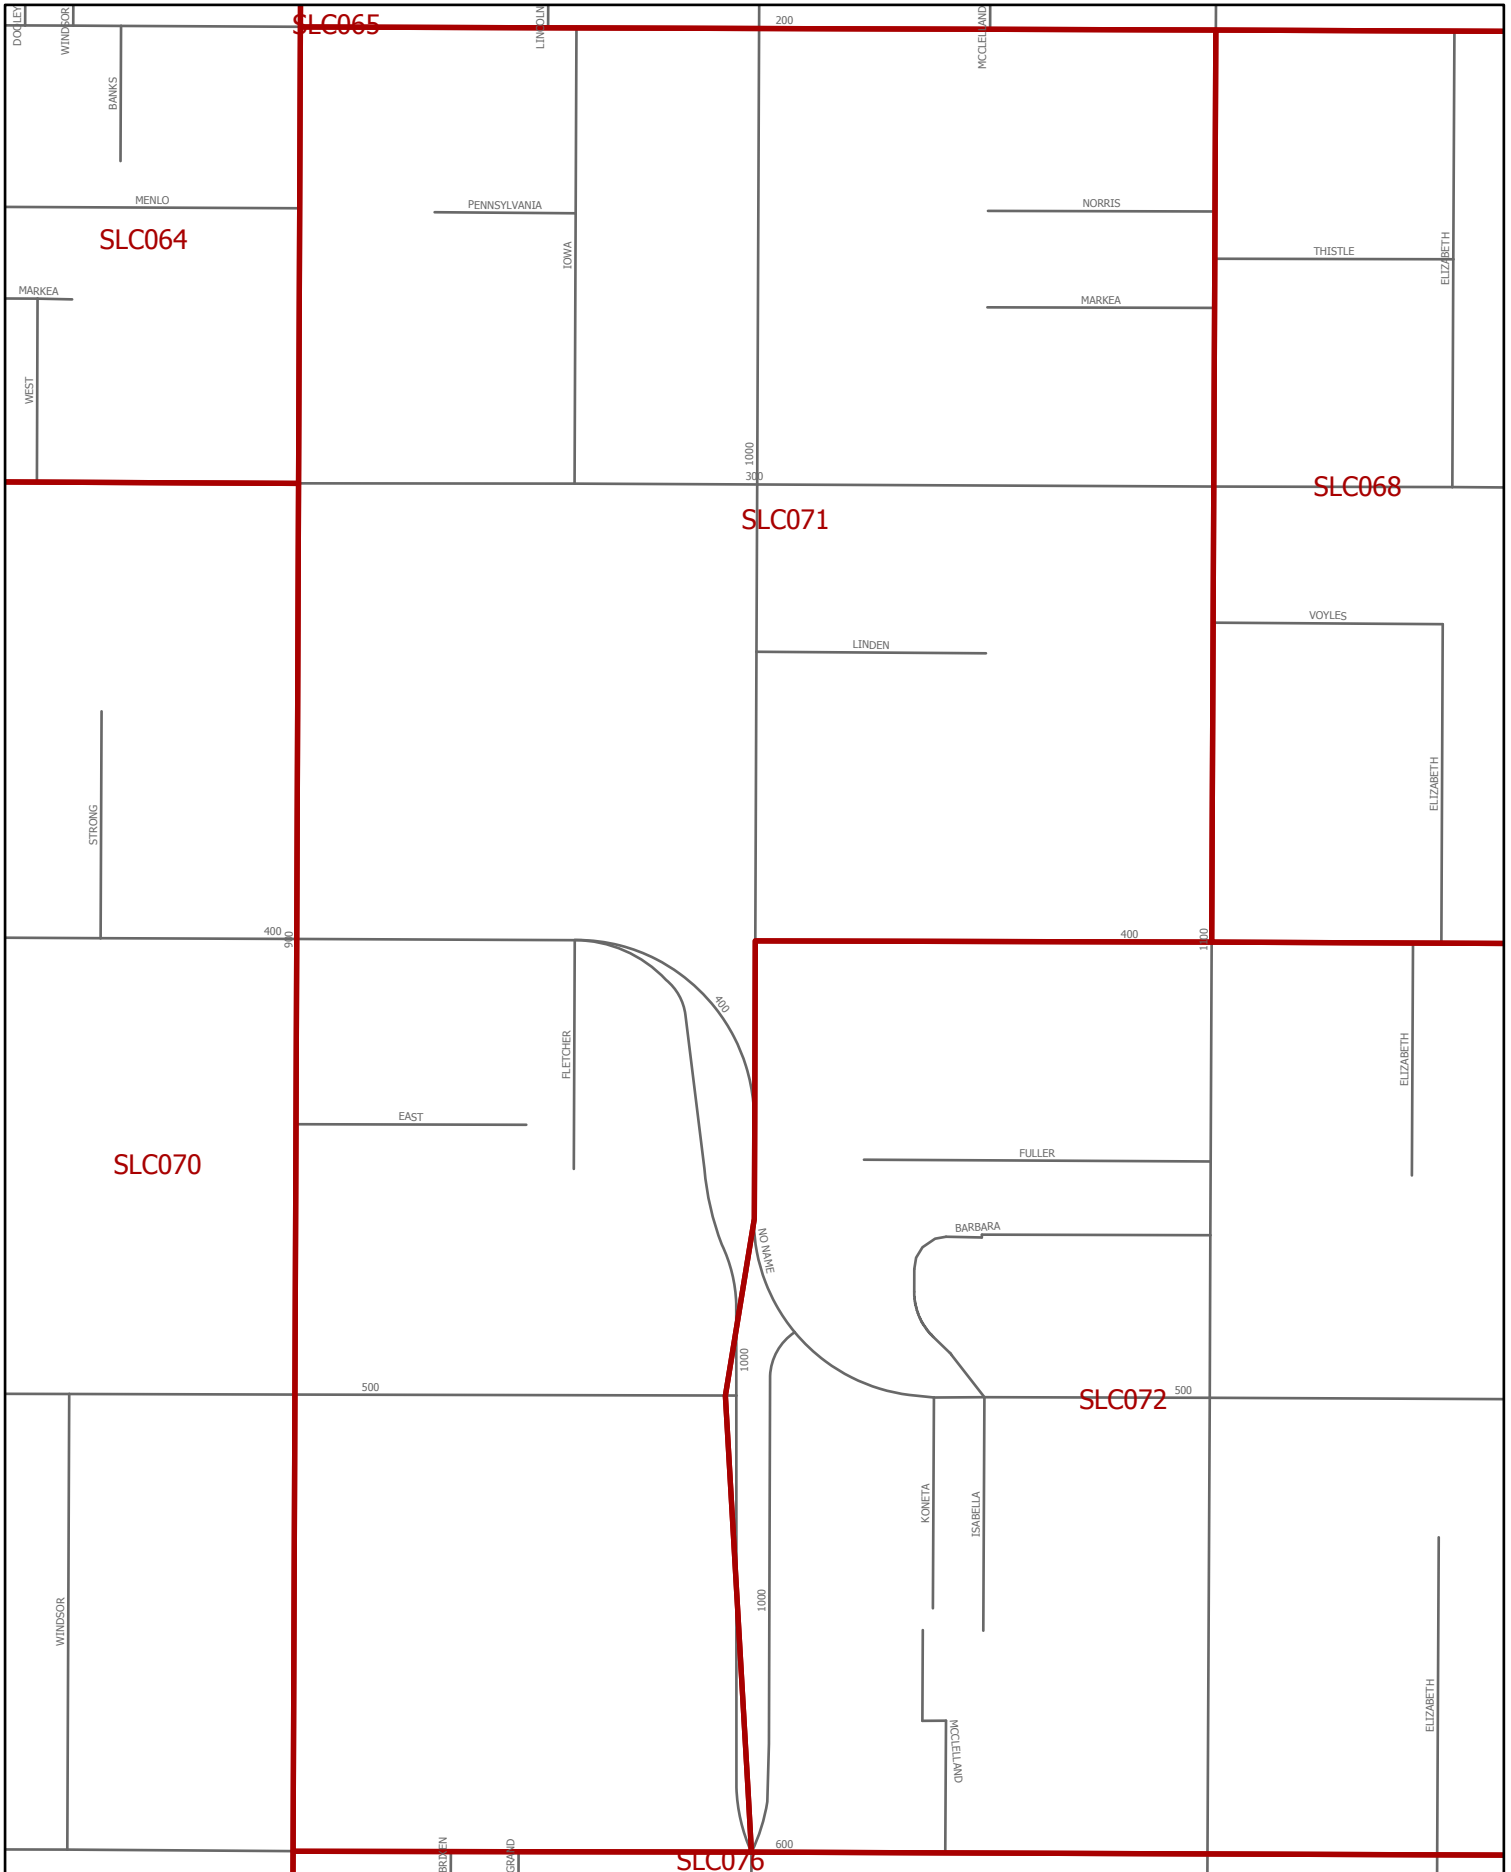 DOOLEY
WINDSOR
SLC065
LINCOLN
200
MCCLELLAND
BANKS
MENLO
PENNSYLVANIA
NORRIS
SLC064
IOWA
THISTLE
ELIZABETH
MARKEA
MARKEA
WEST
1000
300
SLC068
SLC071
VOYLES
LINDEN
ELIZABETH
STRONG
400
900
400
400
FLETCHER
ELIZABETH
EAST
FULLER
SLC070
BARBARA
NO NAME
1000
500
500
SLC072
KONETA
ISABELLA
1000
WINDSOR
ELIZABETH
MCCLELLAND
BRIXEN
GRAND
600
SLC076